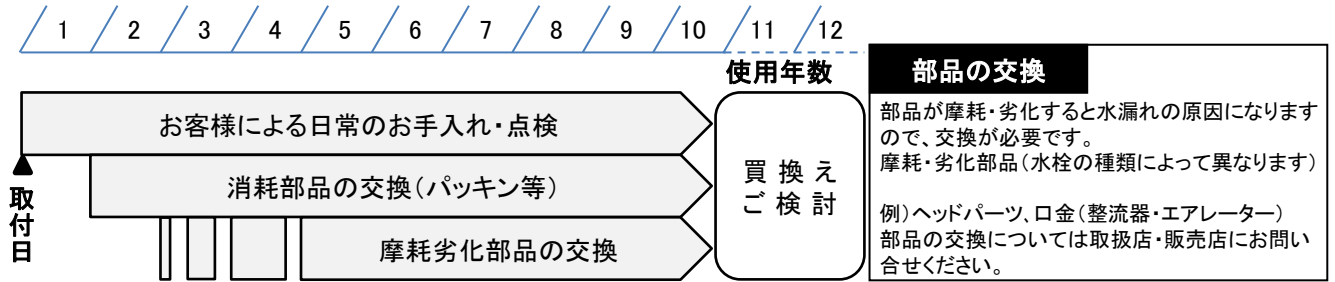 1 2 3 4 5 6 7 8 9 10 11 12
使用年数
お客様による日常のお手入れ・点検
消耗部品の交換（パッキン等）
摩耗劣化部品の交換
取付日
買換え
ご検討
部品の交換
部品が摩耗・劣化すると水漏れの原因になります
ので、交換が必要です。
摩耗・劣化部品（水栓の種類によって異なります）
例）ヘッドパーツ、口金（整流器・エアレーター）
部品の交換については取扱店・販売店にお問い
合せください。